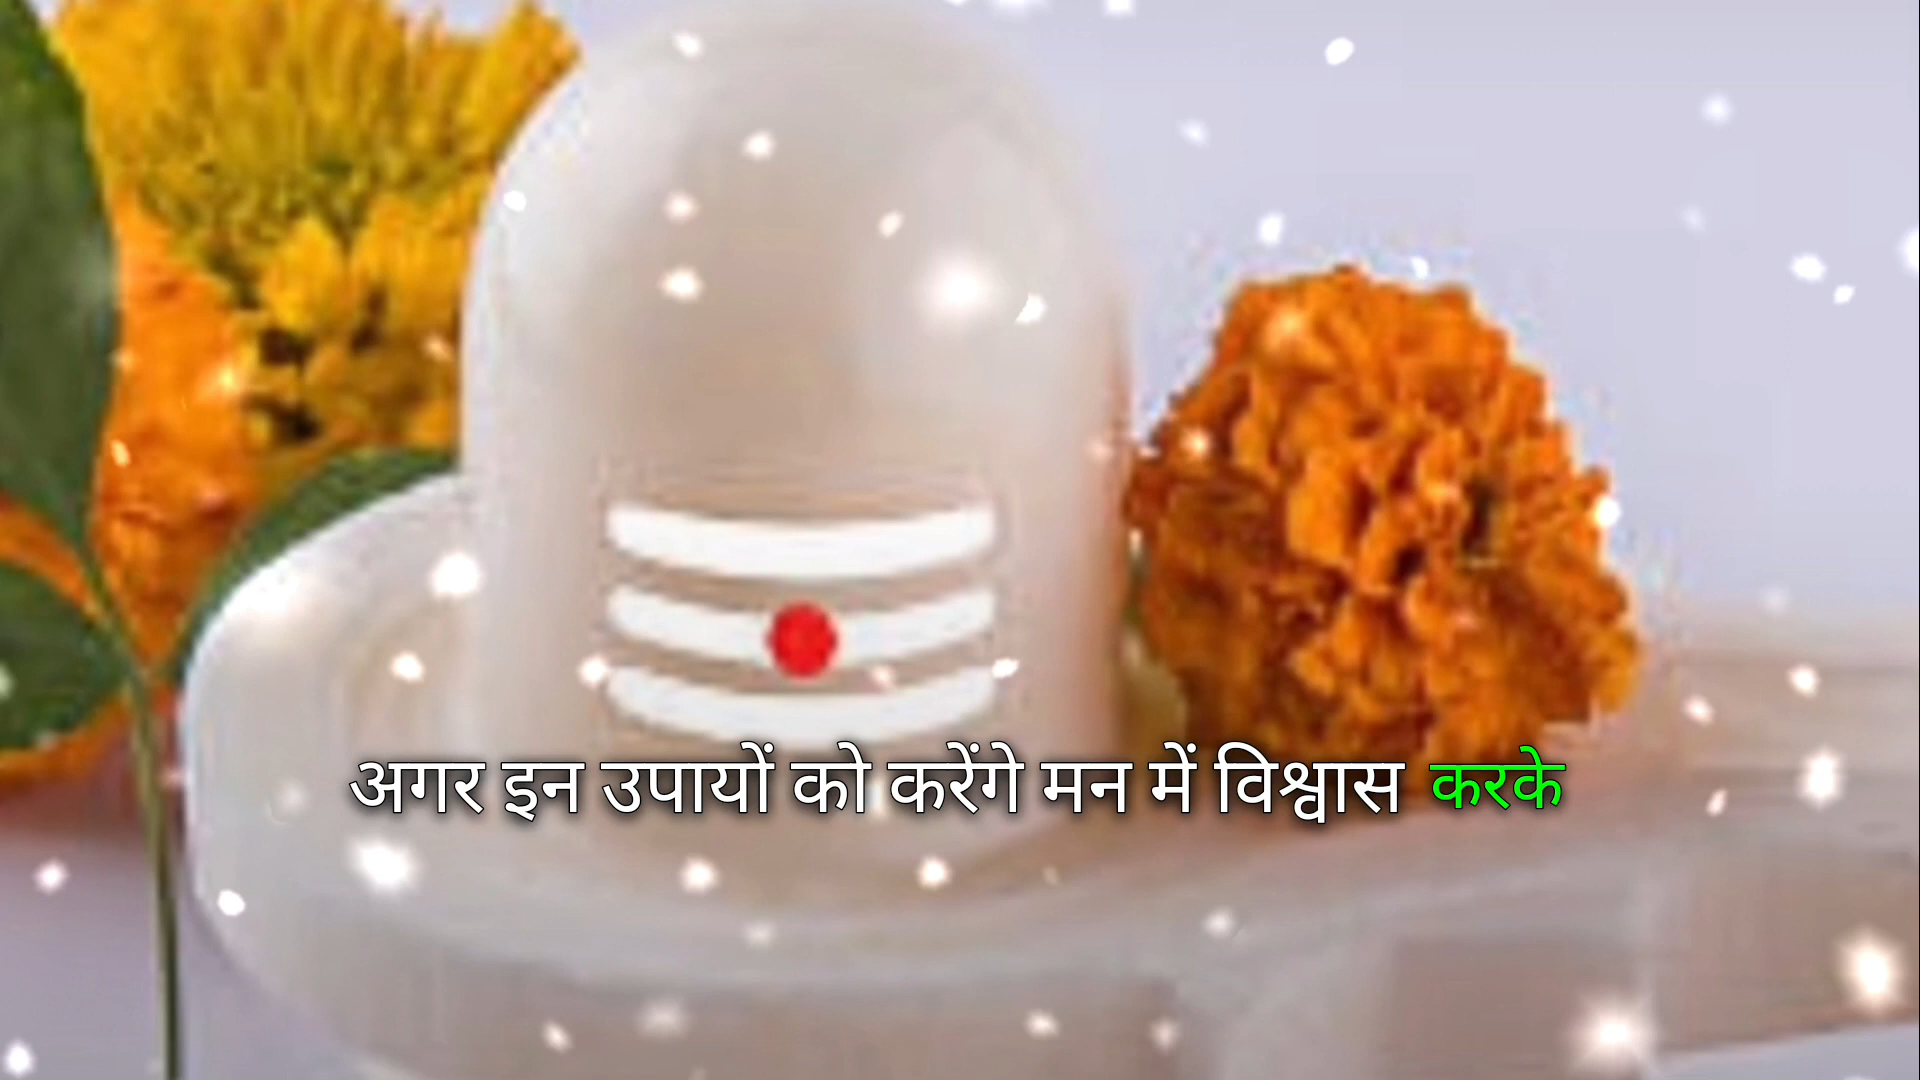 अगर इन उपायों को करेंगे मन में विश्वास करके